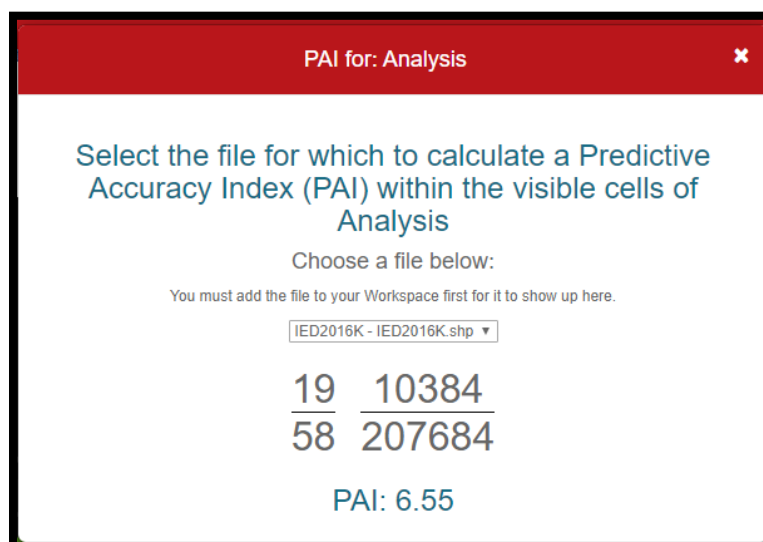 PAI for: Analysis ✖
Select the file for which to calculate a Predictive
Accuracy Index (PAI) within the visible cells of
Analysis
Choose a file below:
You must add the file to your Workspace first for it to show up here.
IED2016K - IED2016K.shp ▼
19 10384
58 207684
PAI: 6.55